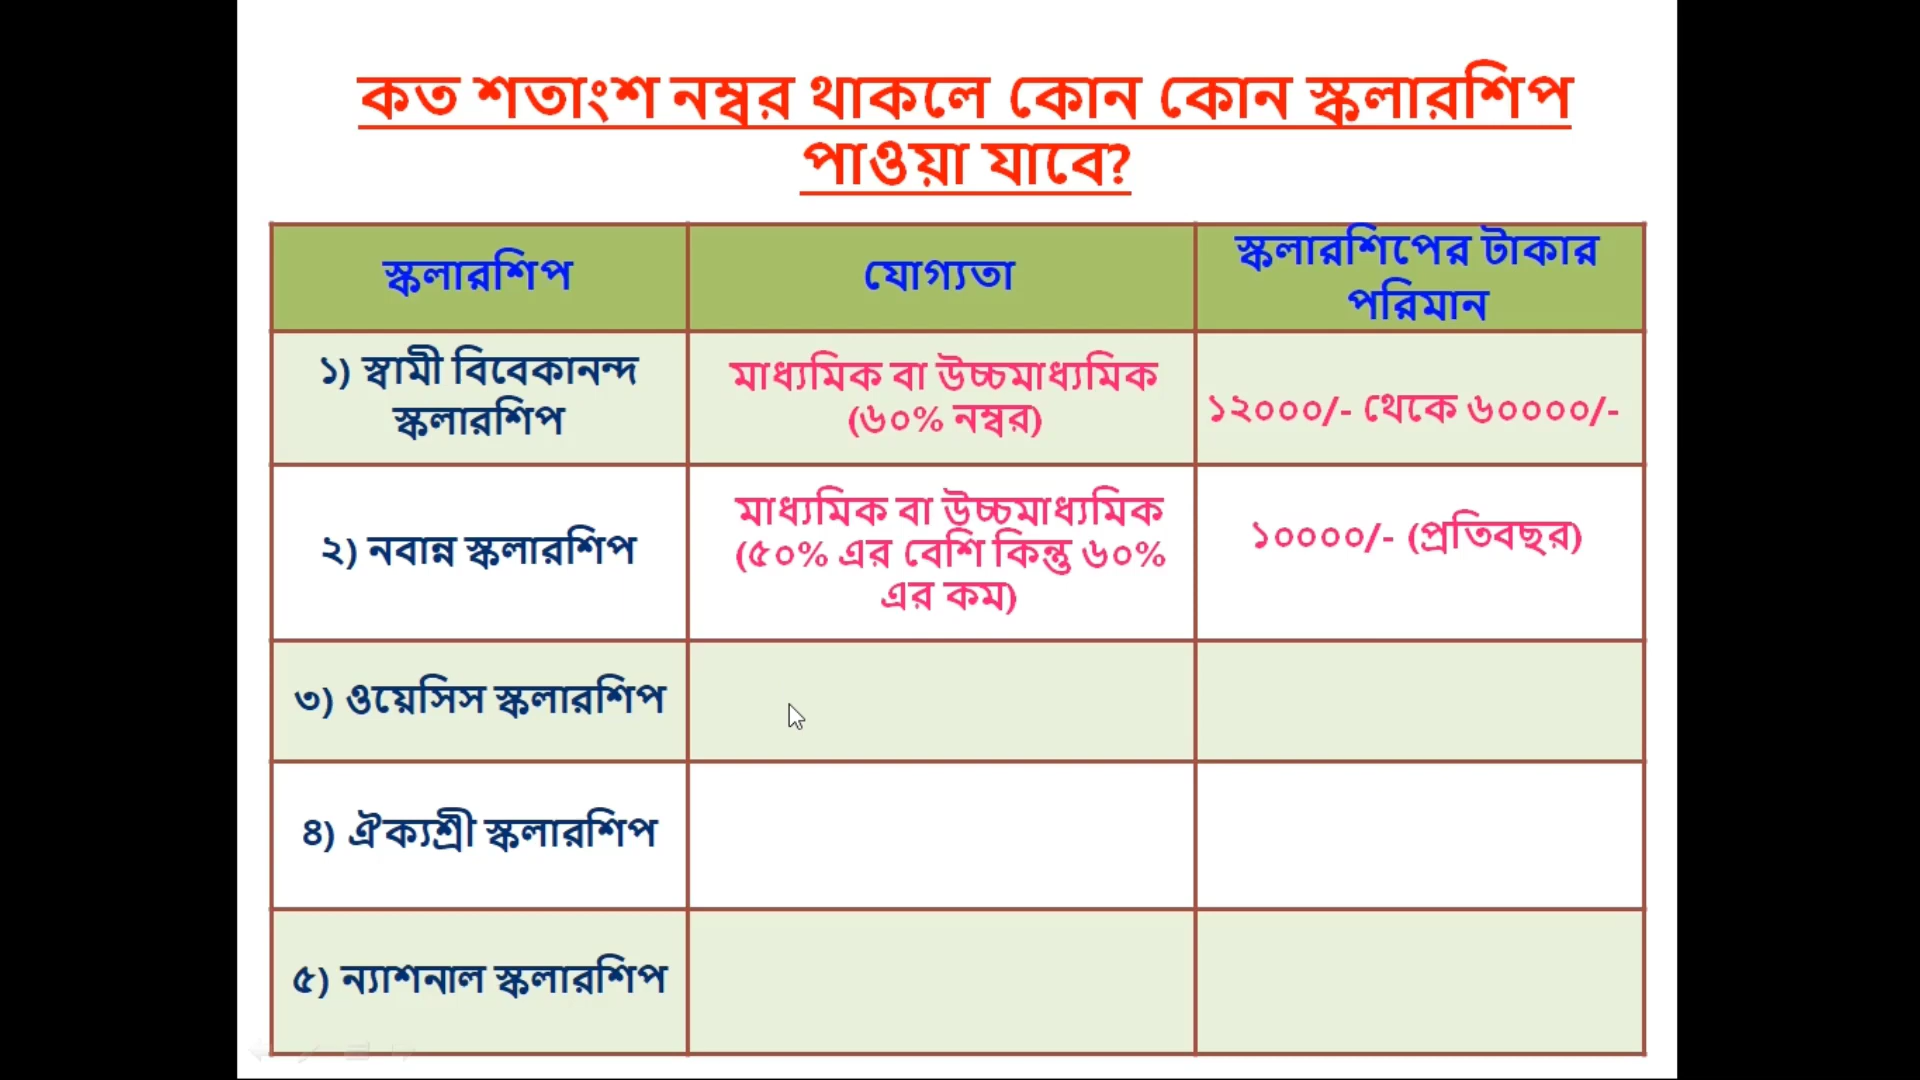 কত শতাংশ নম্বর থাকলে কোন কোন স্কলারশিপ
পাওয়া যাবে?
স্কলারশিপ
যোগ্যতা
স্কলারশিপের টাকার
পরিমান
১) স্বামী বিবেকানন্দ
স্কলারশিপ
মাধ্যমিক বা উচ্চমাধ্যমিক
(৬০% নম্বর)
১২০০০/- থেকে ৬০০০০/-
২) নবান্ন স্কলারশিপ
মাধ্যমিক বা উচ্চমাধ্যমিক
(৫০% এর বেশি কিন্তু ৬০%
এর কম)
১০০০০/- (প্রতিবছর)
৩) ওয়েসিস স্কলারশিপ
৪) ঐক্যশ্রী স্কলারশিপ
৫) ন্যাশনাল স্কলারশিপ